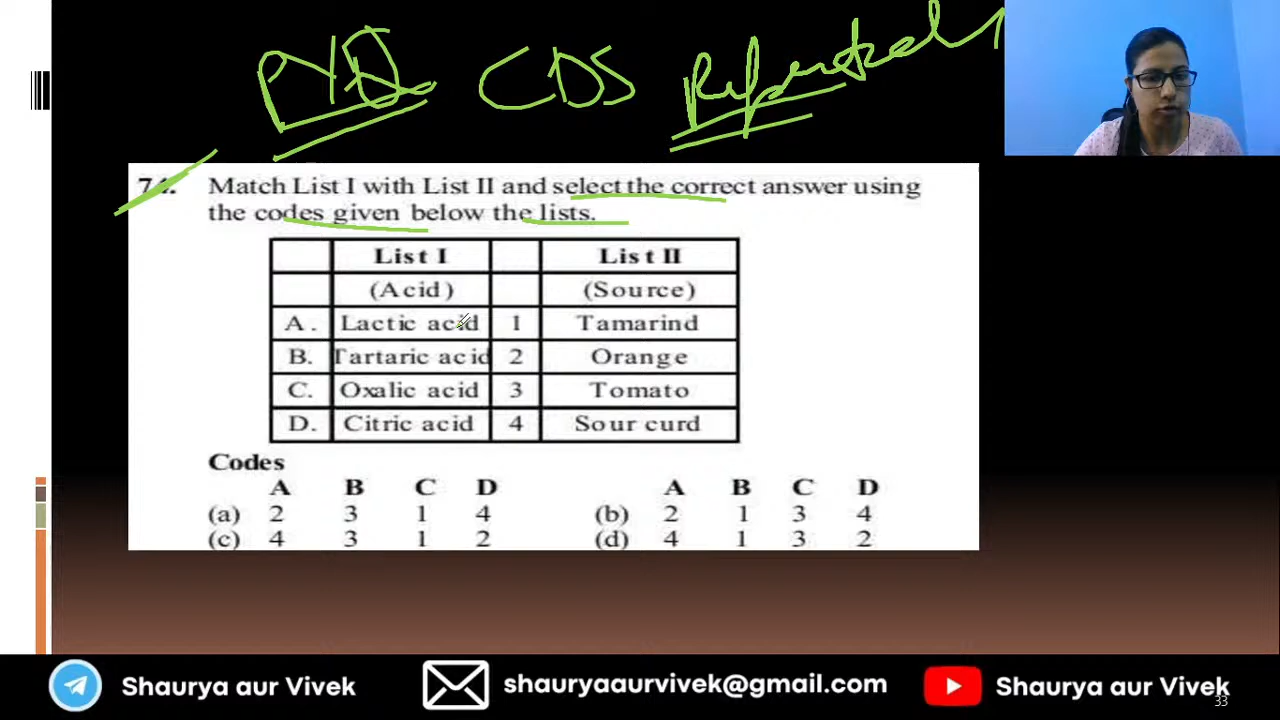 PYQ CDS Repeated
74. Match List I with List II and select the correct answer using
the codes given below the lists.
List I List II
(Acid) (Source)
A. Lactic acid 1 Tamarind
B. Tartaric acid 2 Orange
C. Oxalic acid 3 Tomato
D. Citric acid 4 Sour curd
Codes
A B C D A B C D
(a) 2 3 1 4 (b) 2 1 3 4
(c) 4 3 1 2 (d) 4 1 3 2
Shaurya aur Vivek shauryaaurvivek@gmail.com Shaurya aur Vivek
33